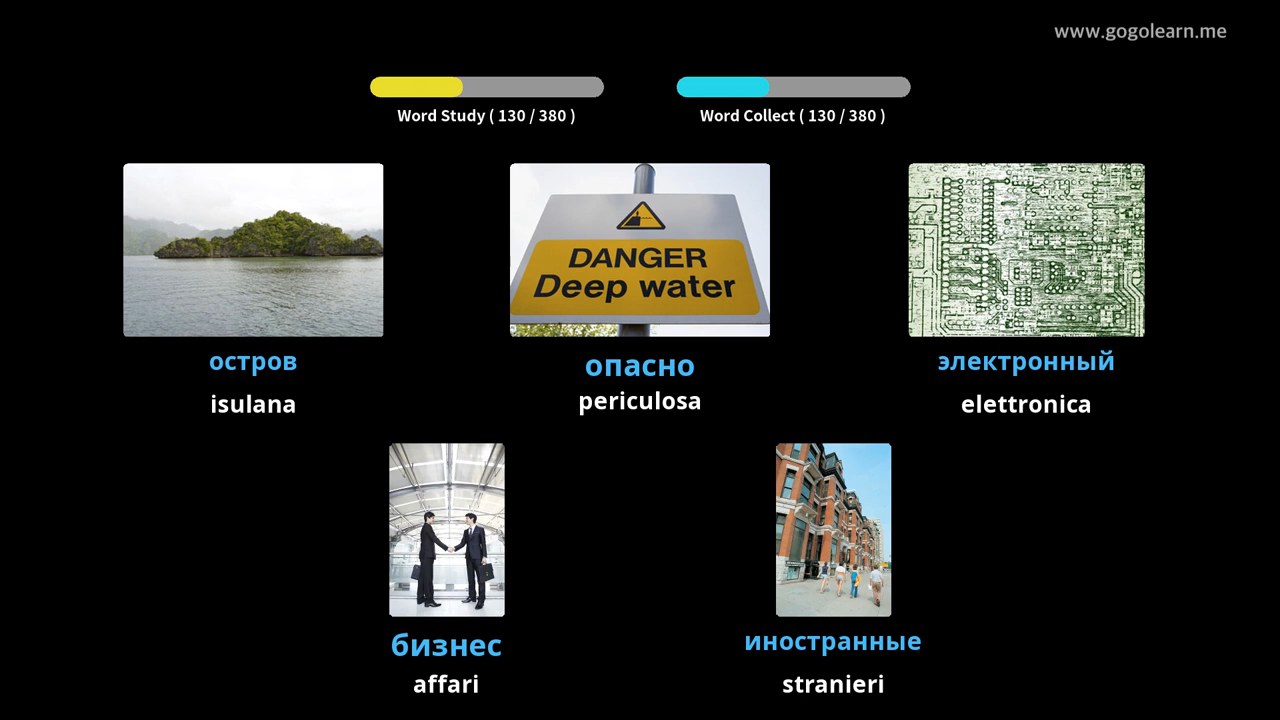 www.gogolearn.me
Word Study ( 130 / 380 )
Word Collect ( 130 / 380 )
DANGER
Deep water
остров
опасно
электронный
isulana
periculosa
elettronica
бизнес
иностранные
affari
stranieri